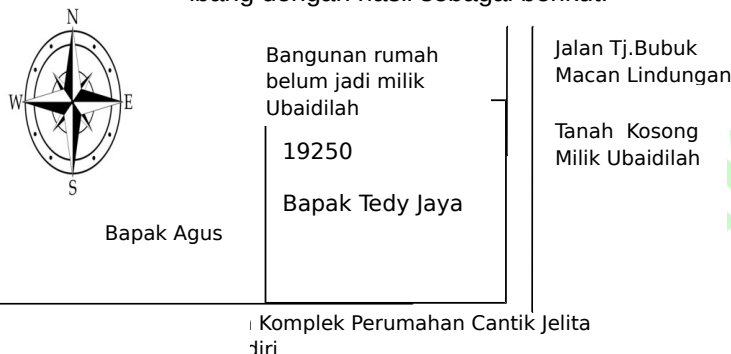 N
W
E
S
Bangunan rumah
belum jadi milik
Ubaidilah
19250
Bapak Tedy Jaya
Bapak Agus
Jalan Tj.Bubuk
Macan Lindungan
Tanah Kosong
Milik Ubaidilah
Komplek Perumahan Cantik Jelita